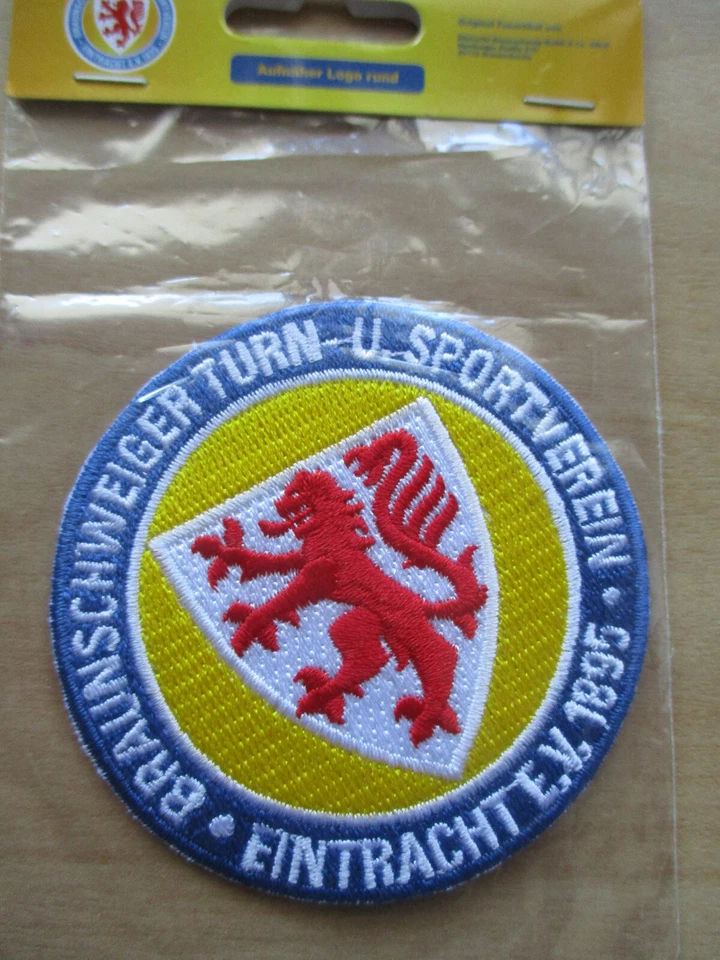 Aufnäher Logo rund
BRAUNSCHWEIGER TURN- U. SPORTVEREIN
EINTRACHT E.V. 1895